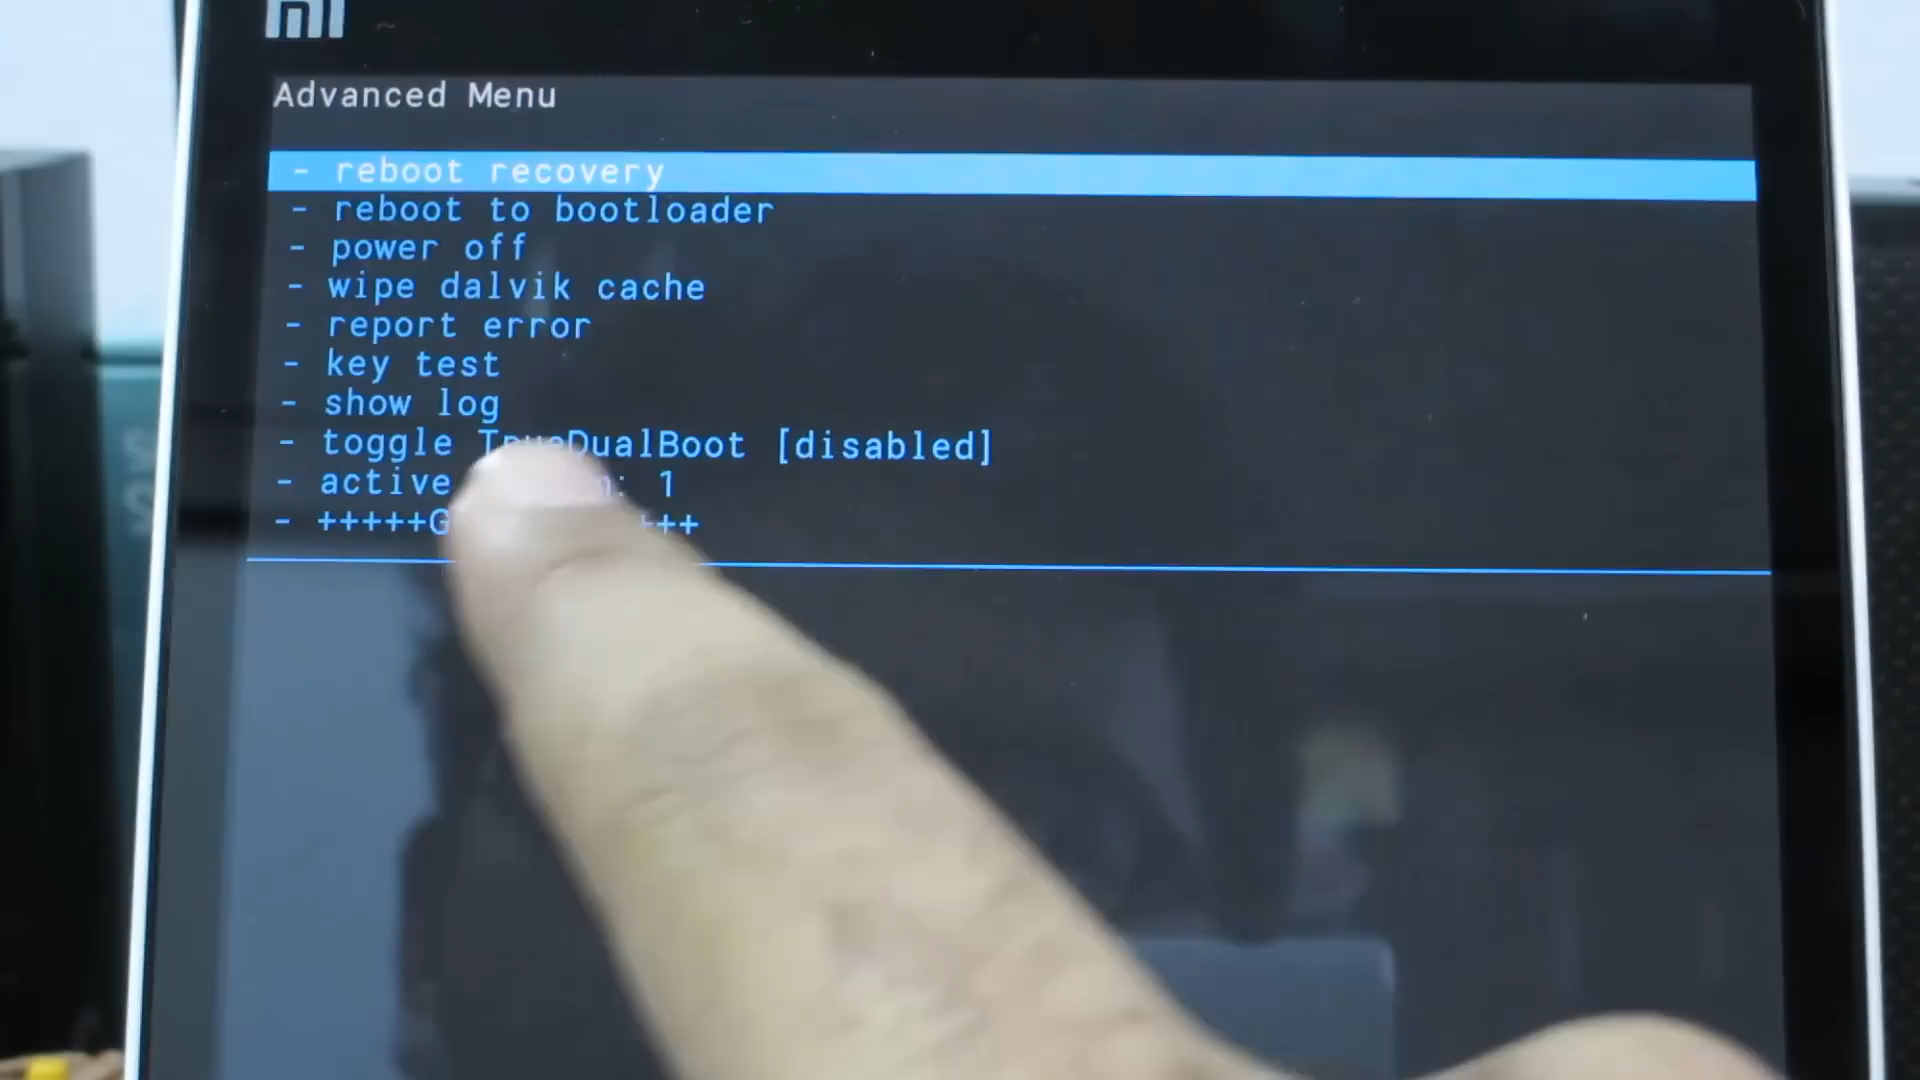 mi
Advanced Menu
- reboot recovery
- reboot to bootloader
- power off
- wipe dalvik cache
- report error
- key test
- show log
- toggle TrueDualBoot [disabled]
- active 1
- +++++